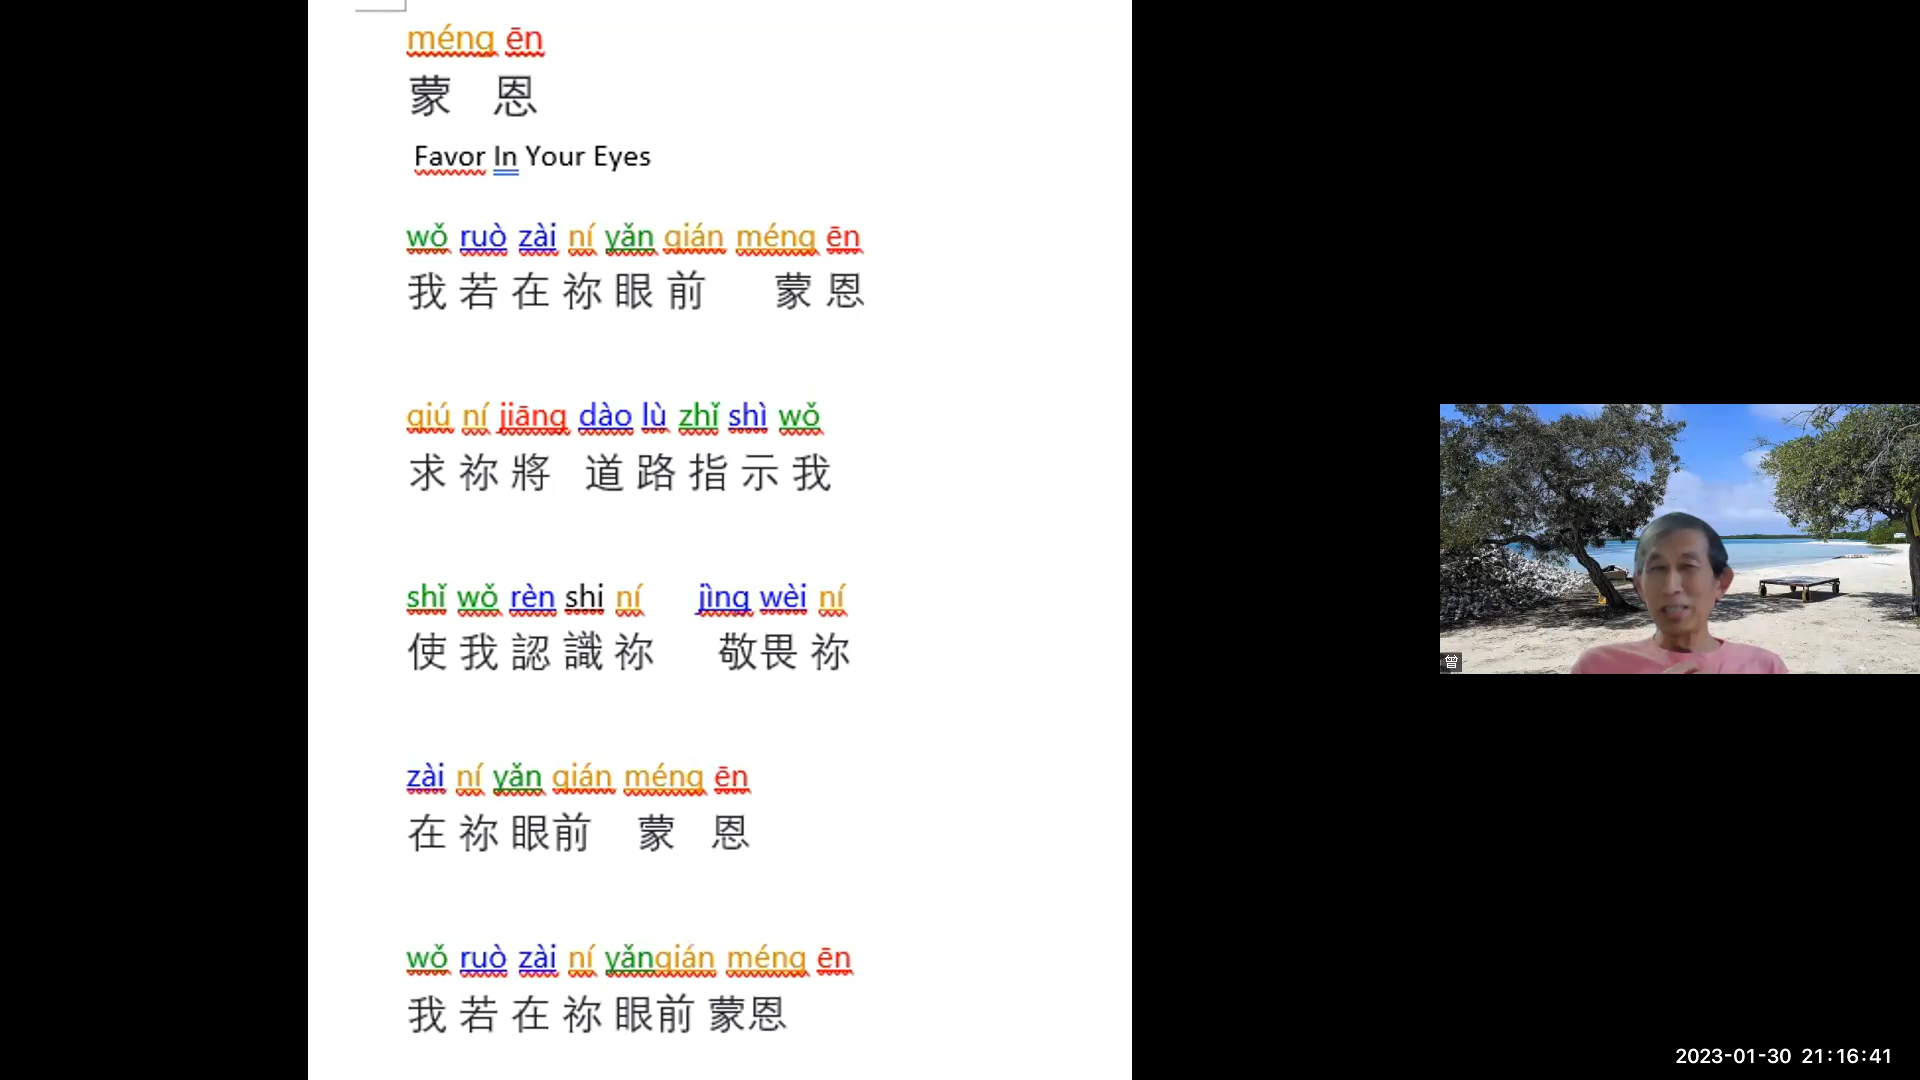 méng ēn
蒙 恩
Favor In Your Eyes
wǒ ruò zài ní yǎn qián méng ēn
我 若 在 祢 眼 前 蒙 恩
qiú ní jiāng dào lù zhǐ shì wǒ
求 祢 將 道 路 指 示 我
shǐ wǒ rèn shi ní jìng wèi ní
使 我 認 識 祢 敬畏 祢
zài ní yǎn qián méng ēn
在 祢 眼前 蒙 恩
wǒ ruò zài ní yǎnqián méng ēn
我 若 在 祢 眼前 蒙恩
曾
2023-01-30 21:16:41